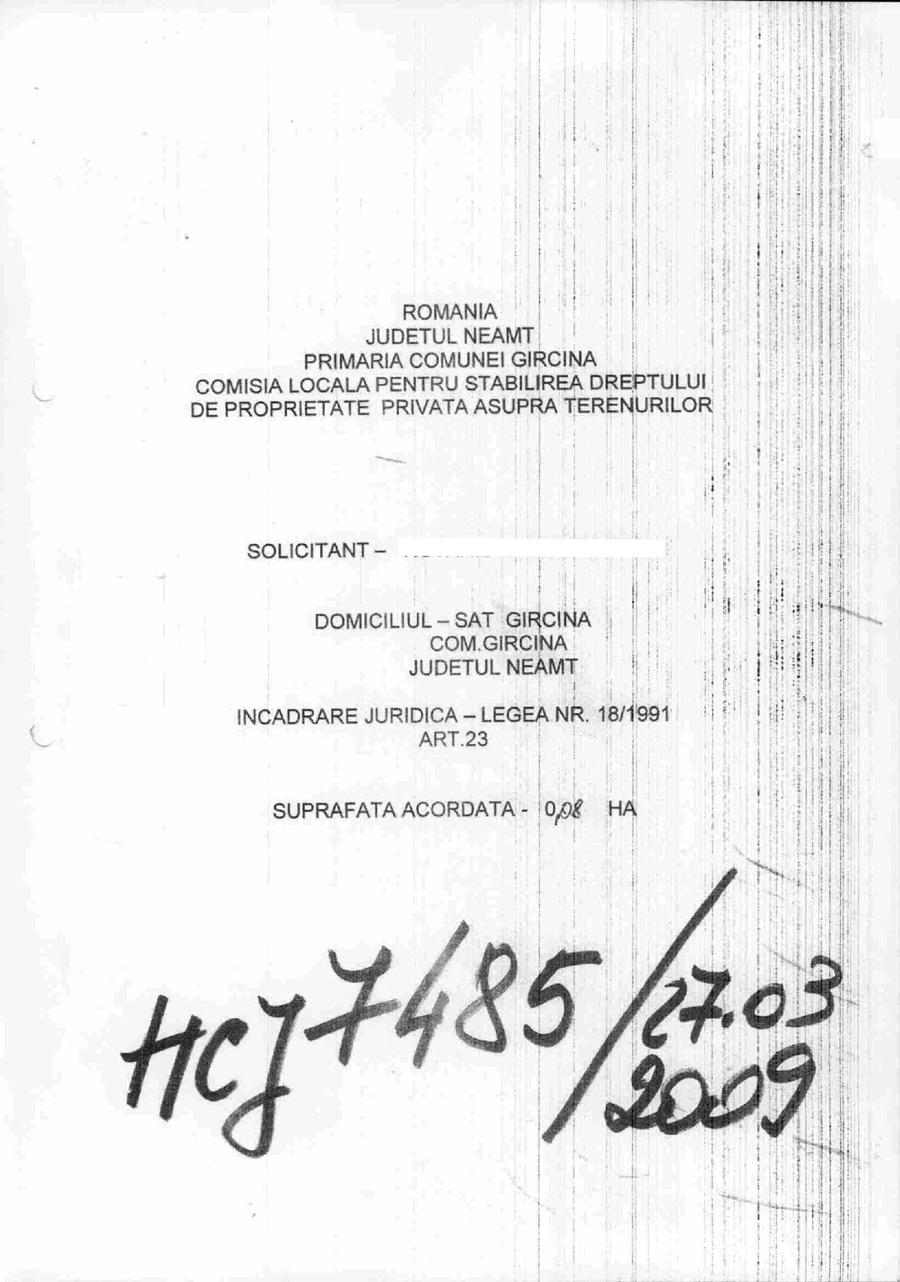 ROMANIA
JUDETUL NEAMT
PRIMARIA COMUNEI GIRCINA
COMISIA LOCALA PENTRU STABILIREA DREPTULUI
DE PROPRIETATE PRIVATA ASUPRA TERENURILOR
SOLICITANT –
DOMICILIUL – SAT GIRCINA
COM.GIRCINA
JUDETUL NEAMT
INCADRARE JURIDICA – LEGEA NR. 18/1991
ART.23
SUPRAFATA ACORDATA - 0,08 HA
HCJ 7485/27.03
2009